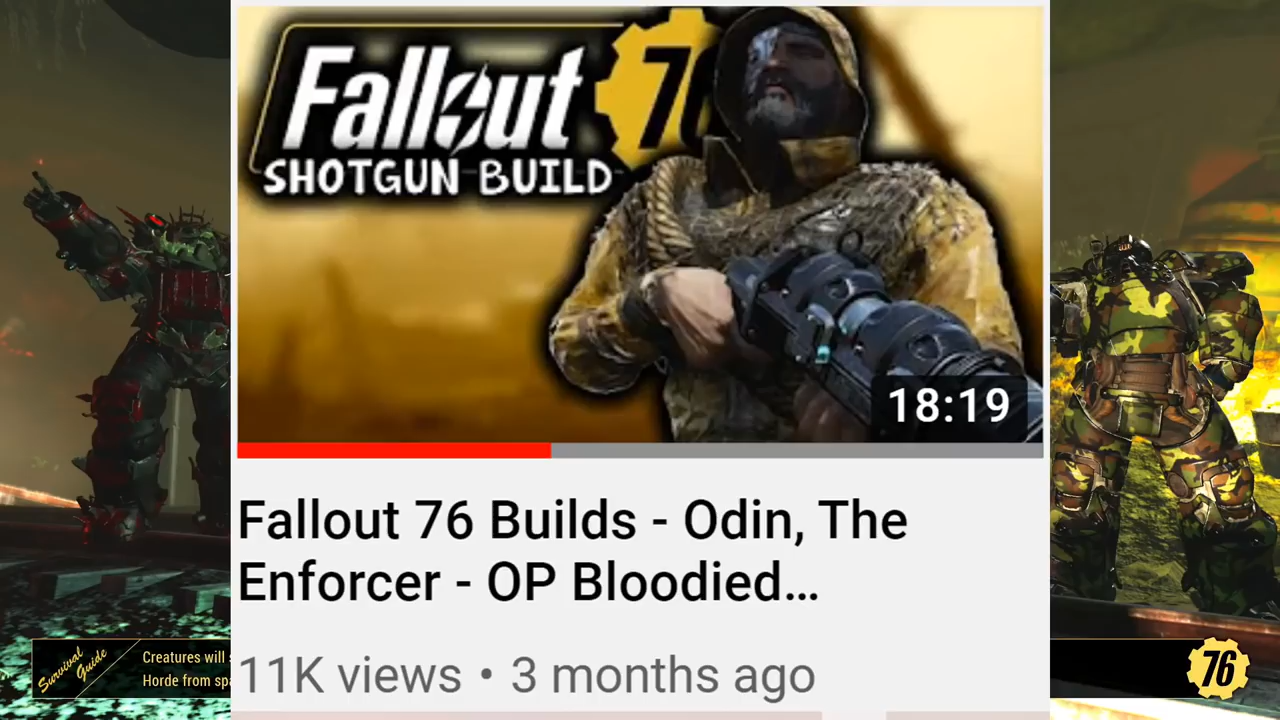 Fallout 76
SHOTGUN BUILD
18:19
Fallout 76 Builds - Odin, The
Enforcer - OP Bloodied...
11K views • 3 months ago
Survival
Guide
Creatures will
Horde from
76